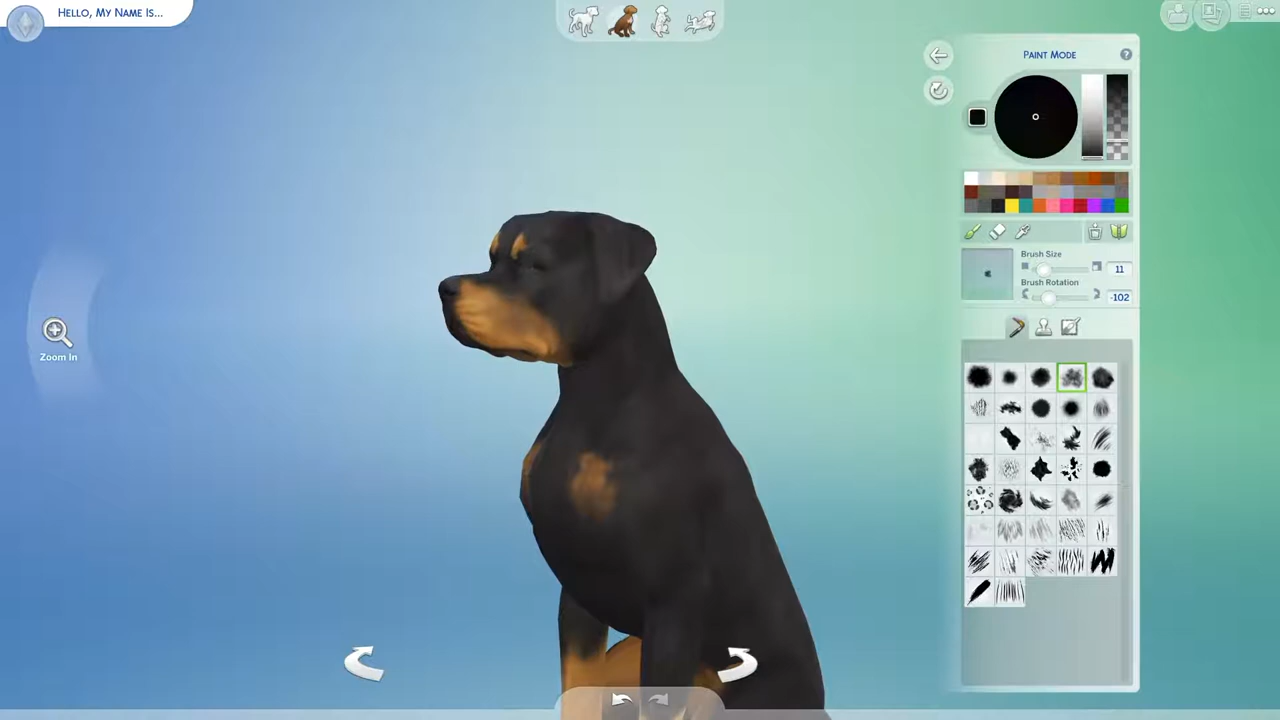 Hello, My Name Is...
Paint Mode
?
Brush Size
11
Brush Rotation
-102
Zoom In